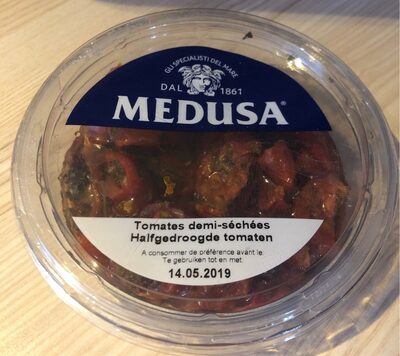 GLI SPECIALISTI DEL MARE
DAL 1861
MEDUSA®
Tomates demi-séchées
Halfgedroogde tomaten
A consommer de préférence avant le:
Te gebruiken tot en met
14.05.2019